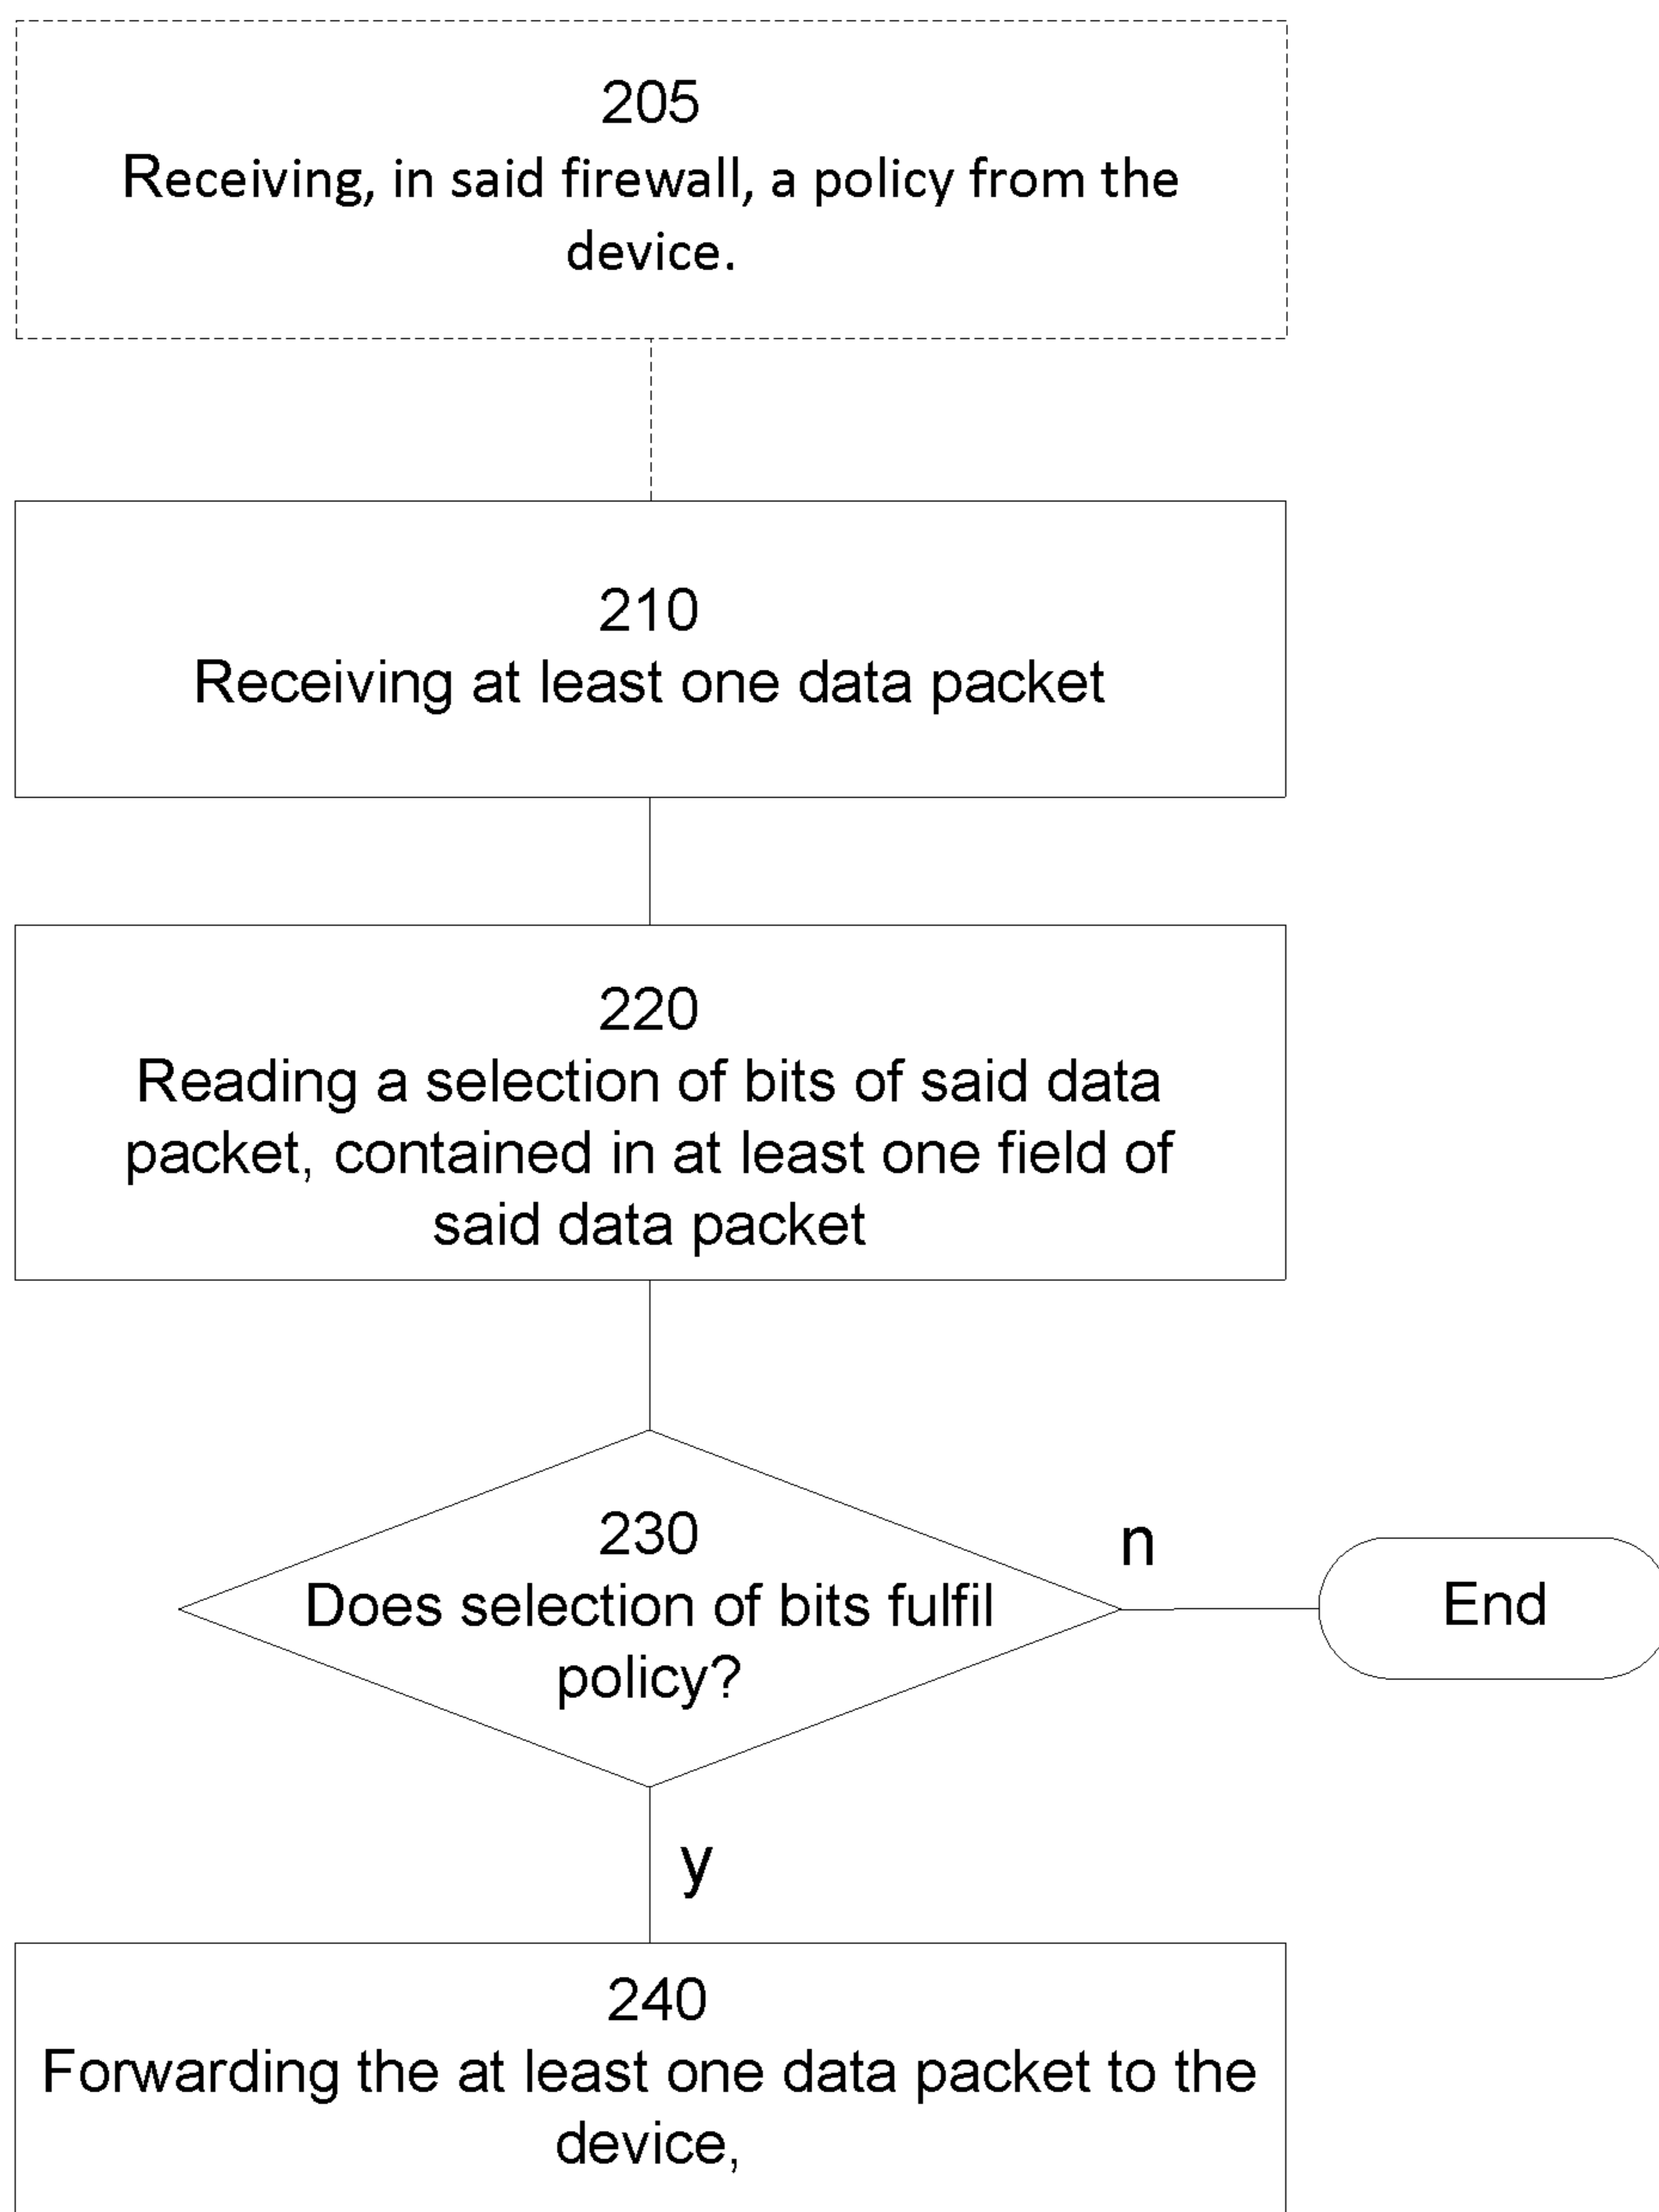 205
Receiving, in said firewall, a policy from the
device.
210
Receiving at least one data packet
220
Reading a selection of bits of said data
packet, contained in at least one field of
said data packet
230
Does selection of bits fulfil
policy?
n
End
y
240
Forwarding the at least one data packet to the
device,